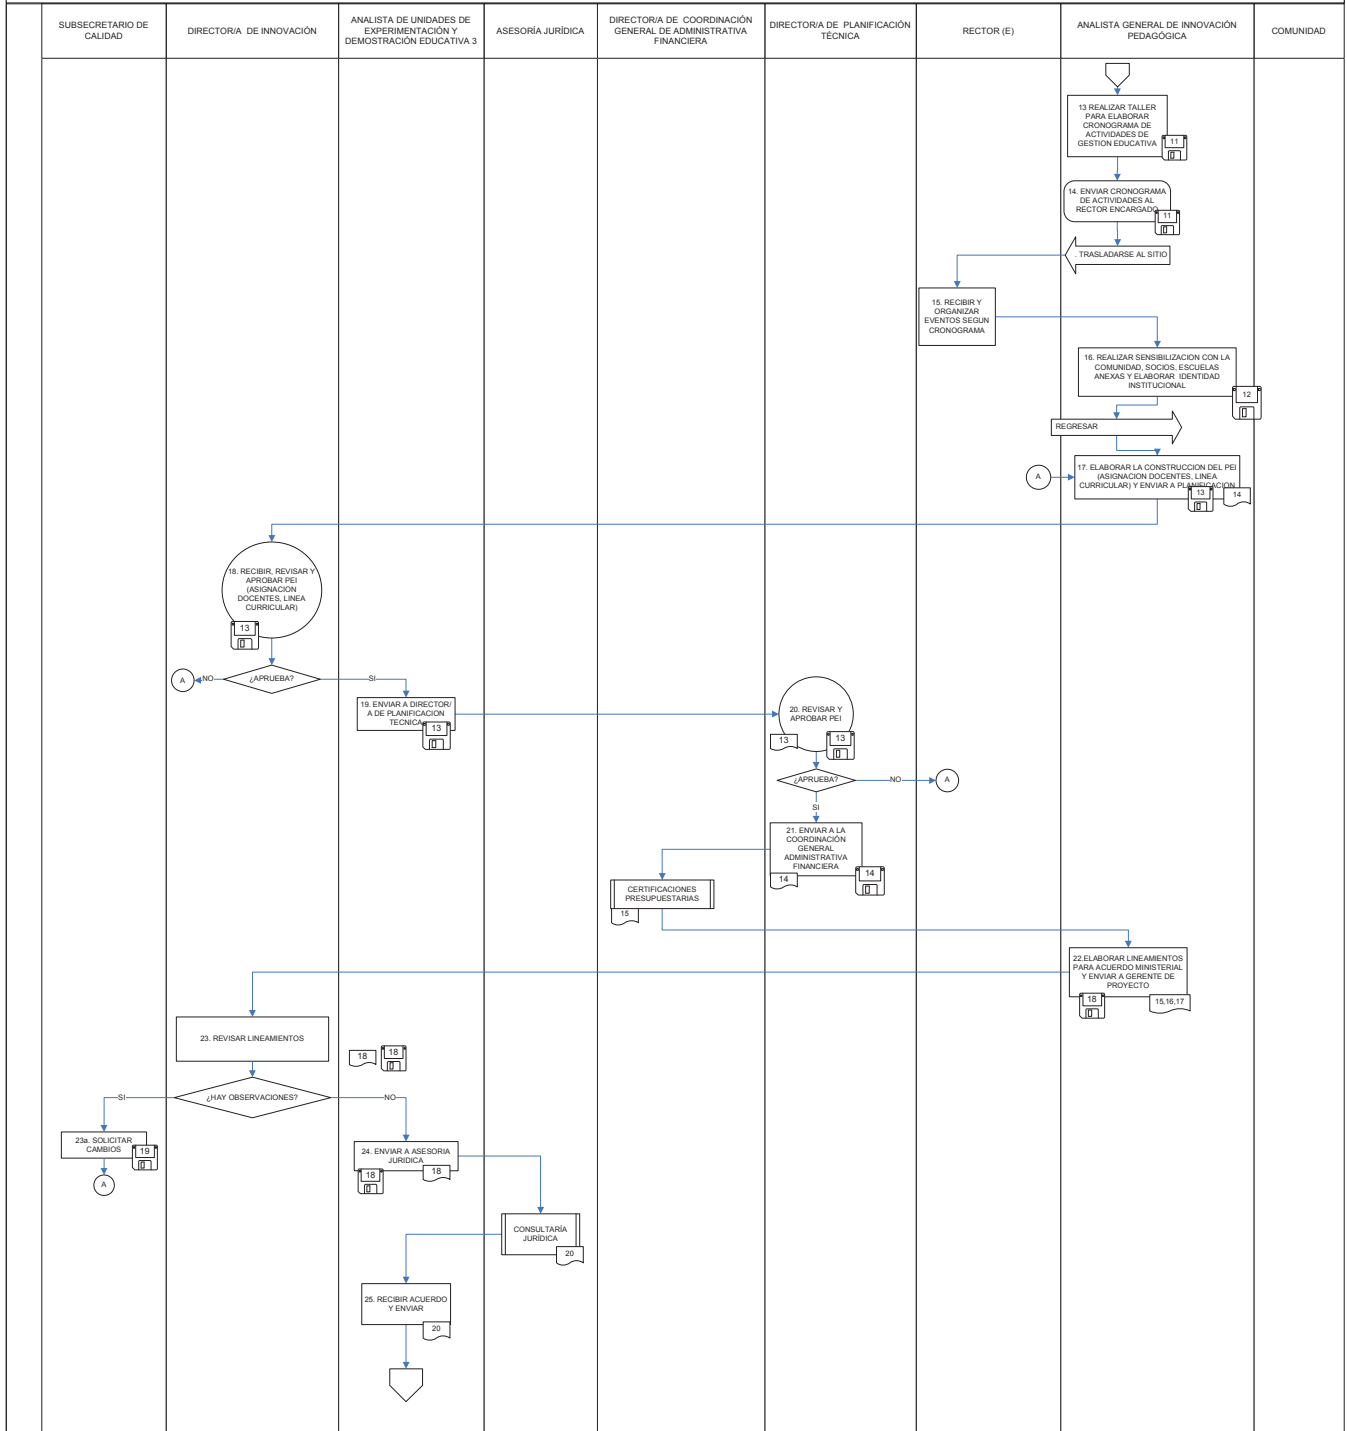 SUBSECRETARIO DE
CALIDAD
DIRECTOR/A DE INNOVACIÓN
ANALISTA DE UNIDADES DE
EXPERIMENTACIÓN Y
DEMOSTRACIÓN EDUCATIVA 3
ASESORÍA JURÍDICA
DIRECTOR/A DE COORDINACIÓN
GENERAL DE ADMINISTRATIVA
FINANCIERA
DIRECTOR/A DE PLANIFICACIÓN
TÉCNICA
RECTOR (E)
ANALISTA GENERAL DE INNOVACIÓN
PEDAGÓGICA
COMUNIDAD
13 REALIZAR TALLER
PARA ELABORAR
CRONOGRAMA DE
ACTIVIDADES DE
GESTION EDUCATIVA
11
14. ENVIAR CRONOGRAMA
DE ACTIVIDADES AL
RECTOR ENCARGADO
11
. TRASLADARSE AL SITIO
15. RECIBIR Y
ORGANIZAR
EVENTOS SEGUN
CRONOGRAMA
16. REALIZAR SENSIBILIZACION CON LA
COMUNIDAD, SOCIOS, ESCUELAS
ANEXAS Y ELABORAR IDENTIDAD
INSTITUCIONAL
12
REGRESAR
A
17. ELABORAR LA CONSTRUCCION DEL PEI
(ASIGNACION DOCENTES, LINEA
CURRICULAR) Y ENVIAR A PLANIFICACION
13
14
18. RECIBIR, REVISAR Y
APROBAR PEI
(ASIGNACION
DOCENTES, LINEA
CURRICULAR)
13
A
NO
¿APRUEBA?
SI
19. ENVIAR A DIRECTOR/
A DE PLANIFICACION
TECNICA
13
20. REVISAR Y
APROBAR PEI
13
13
¿APRUEBA?
NO
A
SI
21. ENVIAR A LA
COORDINACIÓN
GENERAL
ADMINISTRATIVA
FINANCIERA
14
14
CERTIFICACIONES
PRESUPUESTARIAS
15
22.ELABORAR LINEAMIENTOS
PARA ACUERDO MINISTERIAL
Y ENVIAR A GERENTE DE
PROYECTO
18
15,16,17
23. REVISAR LINEAMIENTOS
18
18
SI
¿HAY OBSERVACIONES?
NO
23a. SOLICITAR
CAMBIOS
19
A
24. ENVIAR A ASESORIA
JURIDICA
18
18
CONSULTARÍA
JURÍDICA
20
25. RECIBIR ACUERDO
Y ENVIAR
20